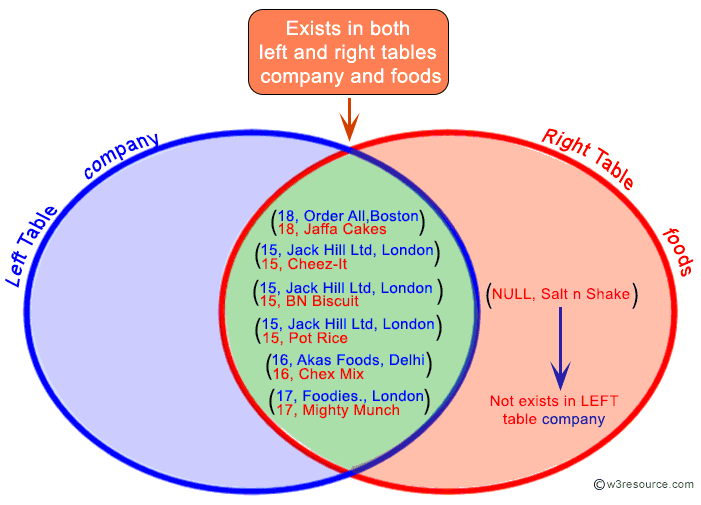 Exists in both
left and right tables
company and foods
Left Table
company
Right Table
foods
(18, Order All,Boston)
18, Jaffa Cakes
(15, Jack Hill Ltd, London)
15, Cheez-It
(15, Jack Hill Ltd, London)
15, BN Biscuit
(15, Jack Hill Ltd, London)
15, Pot Rice
(16, Akas Foods, Delhi)
16, Chex Mix
(17, Foodies., London)
17, Mighty Munch
(NULL, Salt n Shake)
Not exists in LEFT
table company
©w3resource.com